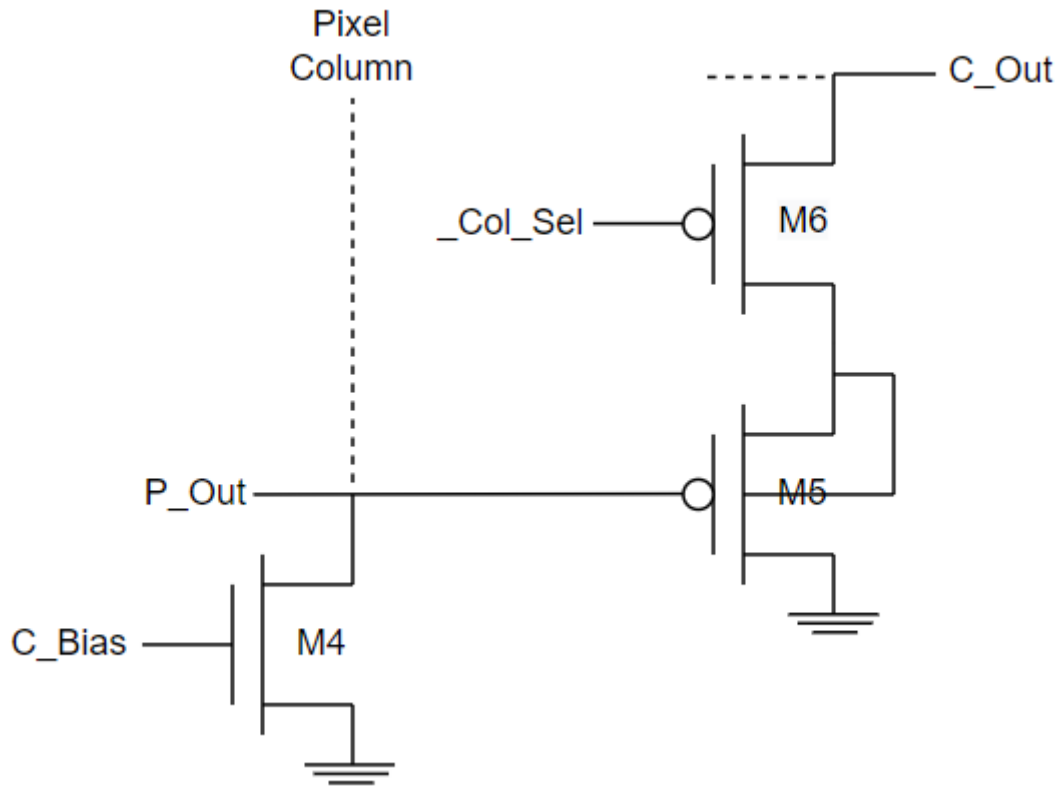 Pixel
Column
C_Out
_Col_Sel
M6
P_Out
M5
C_Bias
M4